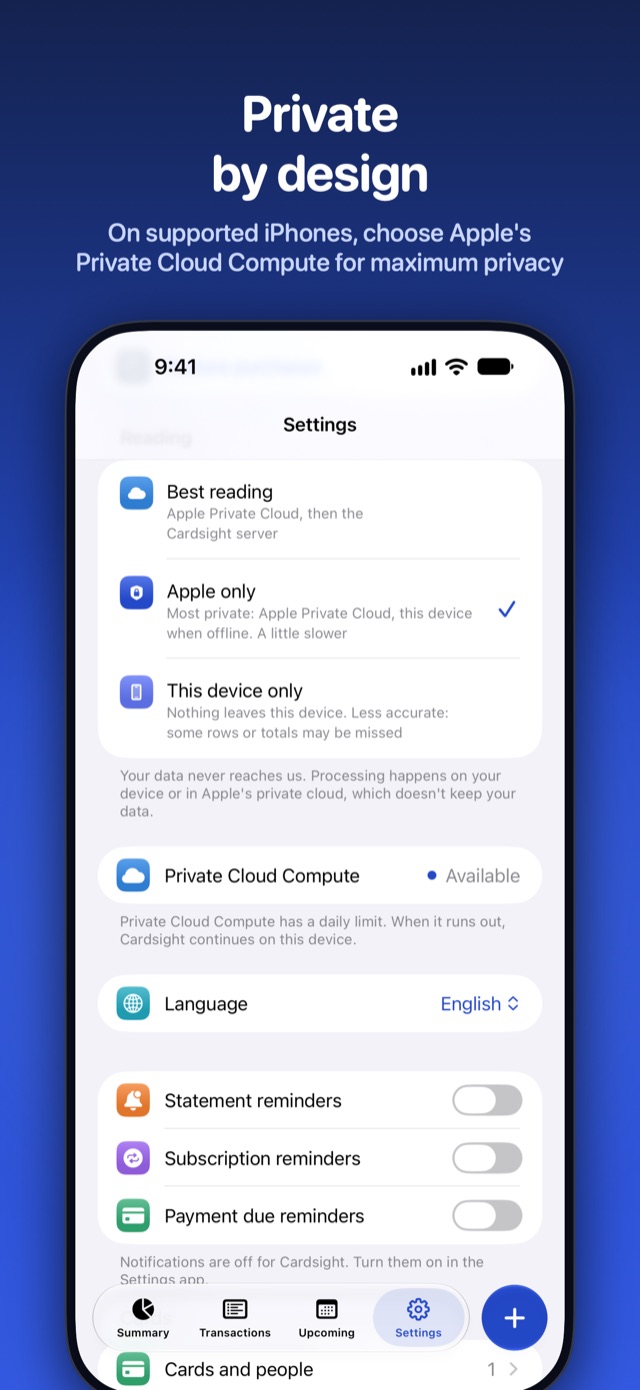 Private
by design
On supported iPhones, choose Apple's
Private Cloud Compute for maximum privacy
9:41
Settings
Reading
Best reading
Apple Private Cloud, then the
Cardsight server
Apple only
Most private: Apple Private Cloud, this device
when offline. A little slower
This device only
Nothing leaves this device. Less accurate:
some rows or totals may be missed
Your data never reaches us. Processing happens on your
device or in Apple's private cloud, which doesn't keep your
data.
Private Cloud Compute
Available
Private Cloud Compute has a daily limit. When it runs out,
Cardsight continues on this device.
Language
English
Statement reminders
Subscription reminders
Payment due reminders
Notifications are off for Cardsight. Turn them on in the
Settings app.
Summary
Transactions
Upcoming
Settings
Cards and people
1